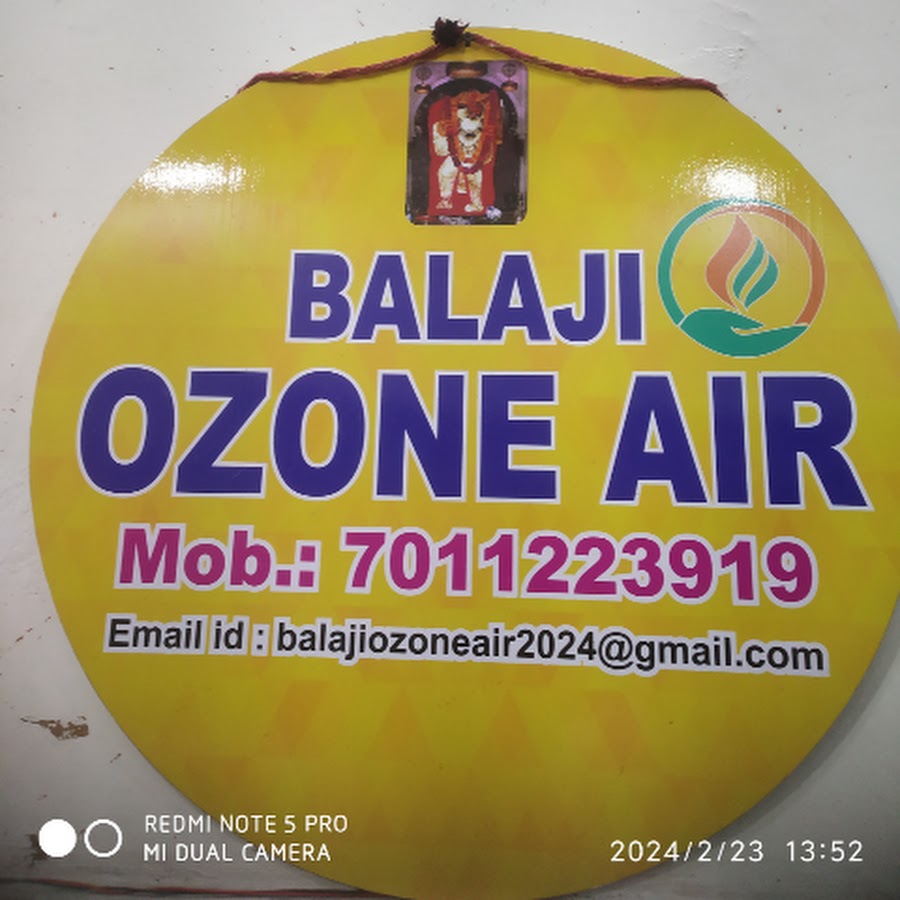 BALAJI
OZONE AIR
Mob.: 7011223919
Email id : balajiozoneair2024@gmail.com
REDMI NOTE 5 PRO
MI DUAL CAMERA
2024/2/23 13:52